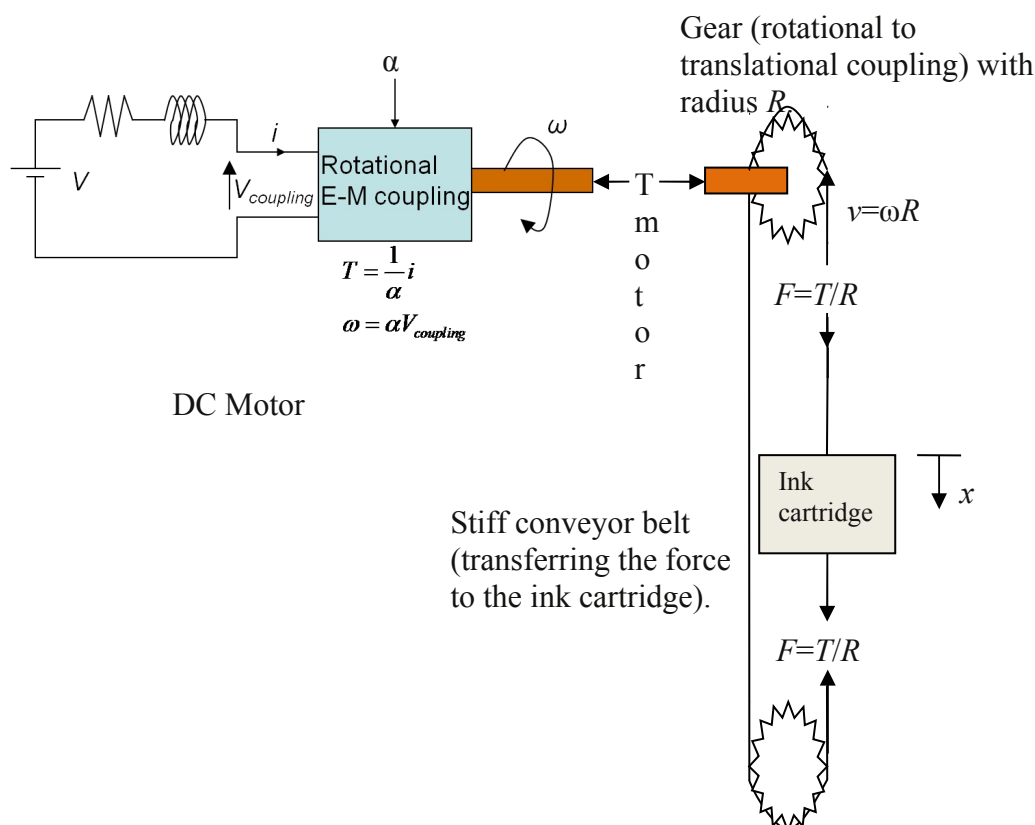 Gear (rotational to
translational coupling) with
radius R.
α
i
ω
V
V_coupling
Rotational
E-M coupling
T
m
o
t
o
r
v=ωR
T = 1/α i
ω = αV_coupling
F=T/R
DC Motor
Ink
cartridge
x
Stiff conveyor belt
(transferring the force
to the ink cartridge).
F=T/R